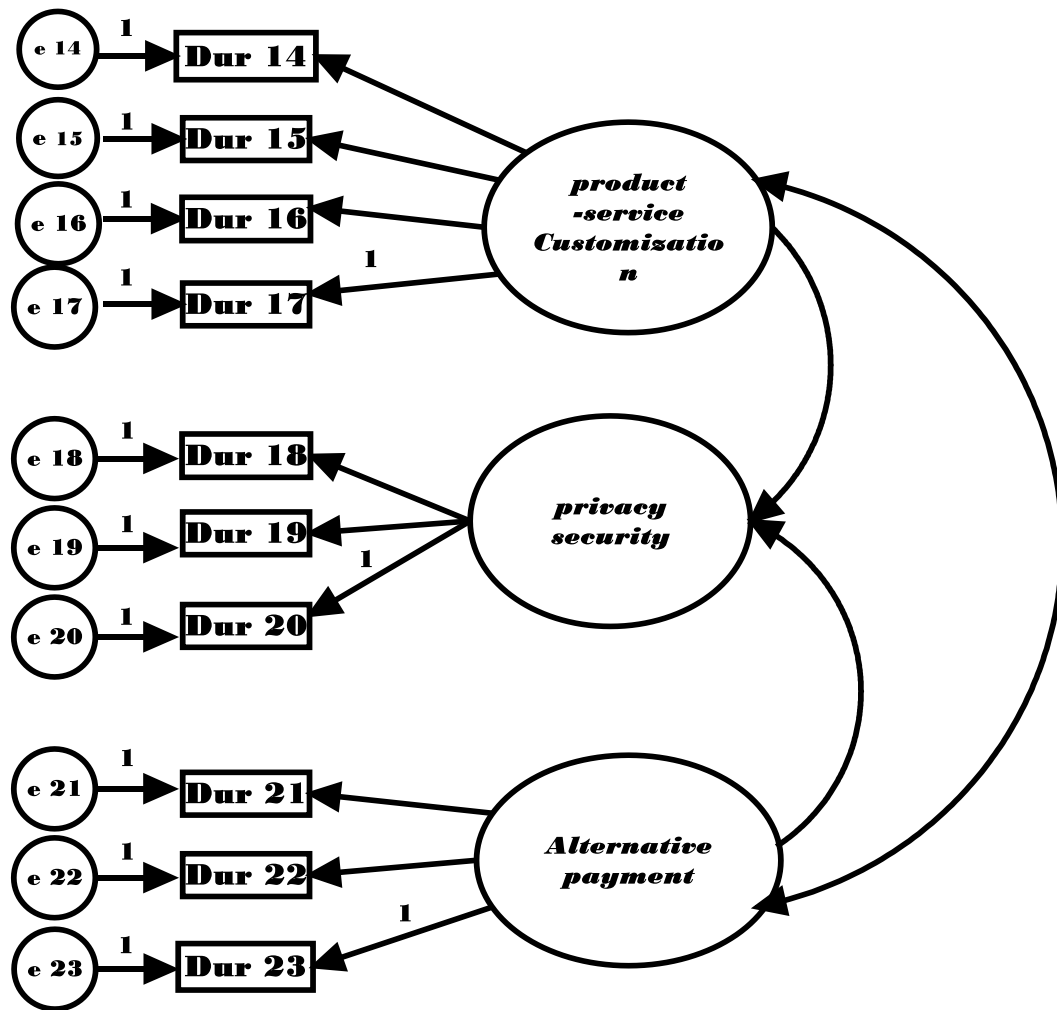 1
e 14
Dur 14
1
e 15
Dur 15
1
e 16
Dur 16
1
e 17
Dur 17
1
product
-service
Customizatio
n
1
e 18
Dur 18
1
e 19
Dur 19
1
1
e 20
Dur 20
privacy
security
1
e 21
Dur 21
1
e 22
Dur 22
1
1
e 23
Dur 23
Alternative
payment